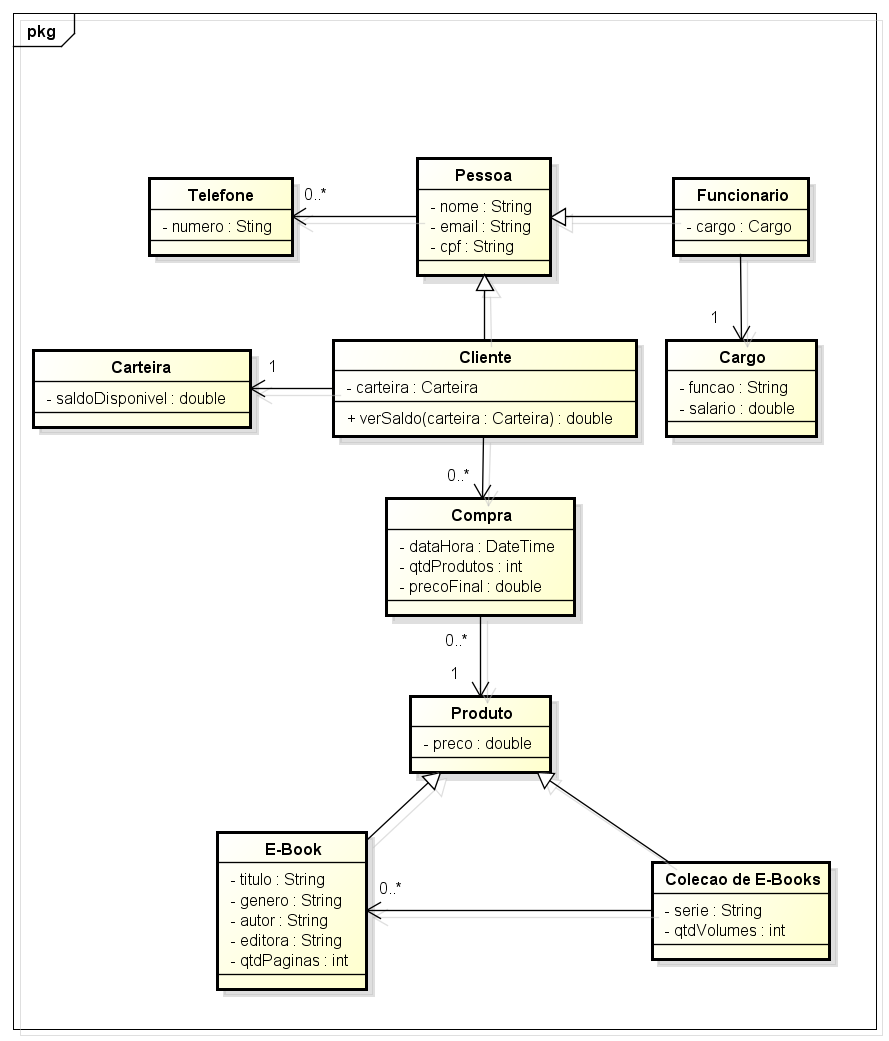 pkg
Telefone
- numero : Sting
0..*
Pessoa
- nome : String
- email : String
- cpf : String
Funcionario
- cargo : Cargo
1
Carteira
- saldoDisponivel : double
1
Cliente
- carteira : Carteira
+ verSaldo(carteira : Carteira) : double
Cargo
- funcao : String
- salario : double
0..*
Compra
- dataHora : DateTime
- qtdProdutos : int
- precoFinal : double
0..*
1
Produto
- preco : double
E-Book
- titulo : String
- genero : String
- autor : String
- editora : String
- qtdPaginas : int
0..*
Colecao de E-Books
- serie : String
- qtdVolumes : int